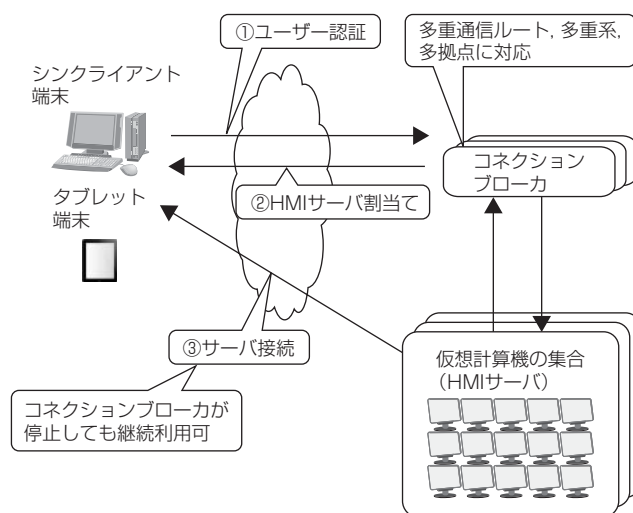 ①ユーザー認証
多重通信ルート，多重系，
多拠点に対応
シンクライアント
端末
コネクション
ブローカ
タブレット
端末
②HMIサーバ割当て
③サーバ接続
仮想計算機の集合
（HMIサーバ）
コネクションブローカが
停止しても継続利用可